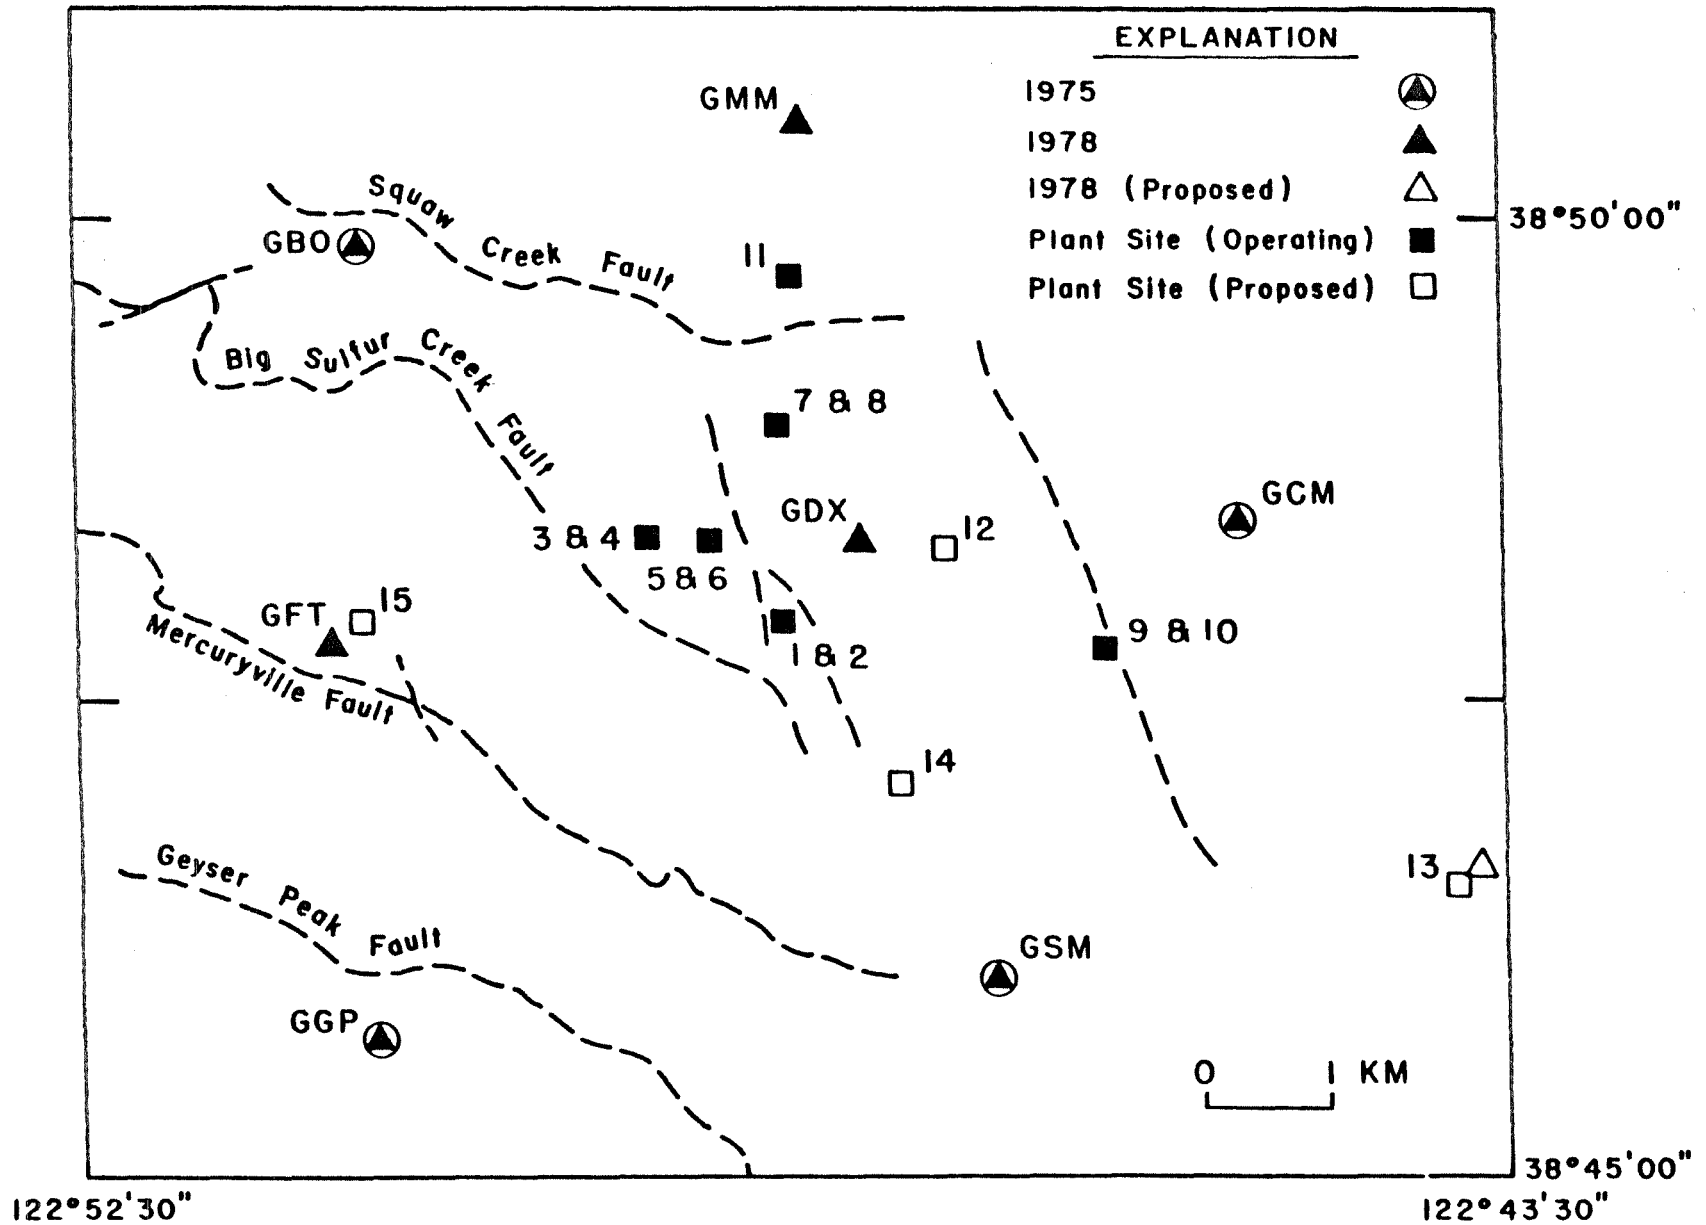 EXPLANATION
1975
1978
1978 (Proposed)
Plant Site (Operating)
Plant Site (Proposed)
GMM
38°50'00"
Squaw Creek Fault
GBO
11
Big Sulfur Creek Fault
7 & 8
GCM
GDX
12
3 & 4
5 & 6
15
GFT
9 & 10
Mercuryville Fault
1 & 2
14
13
Geyser Peak Fault
GSM
GGP
0 1 KM
38°45'00"
122°52'30"
122°43'30"